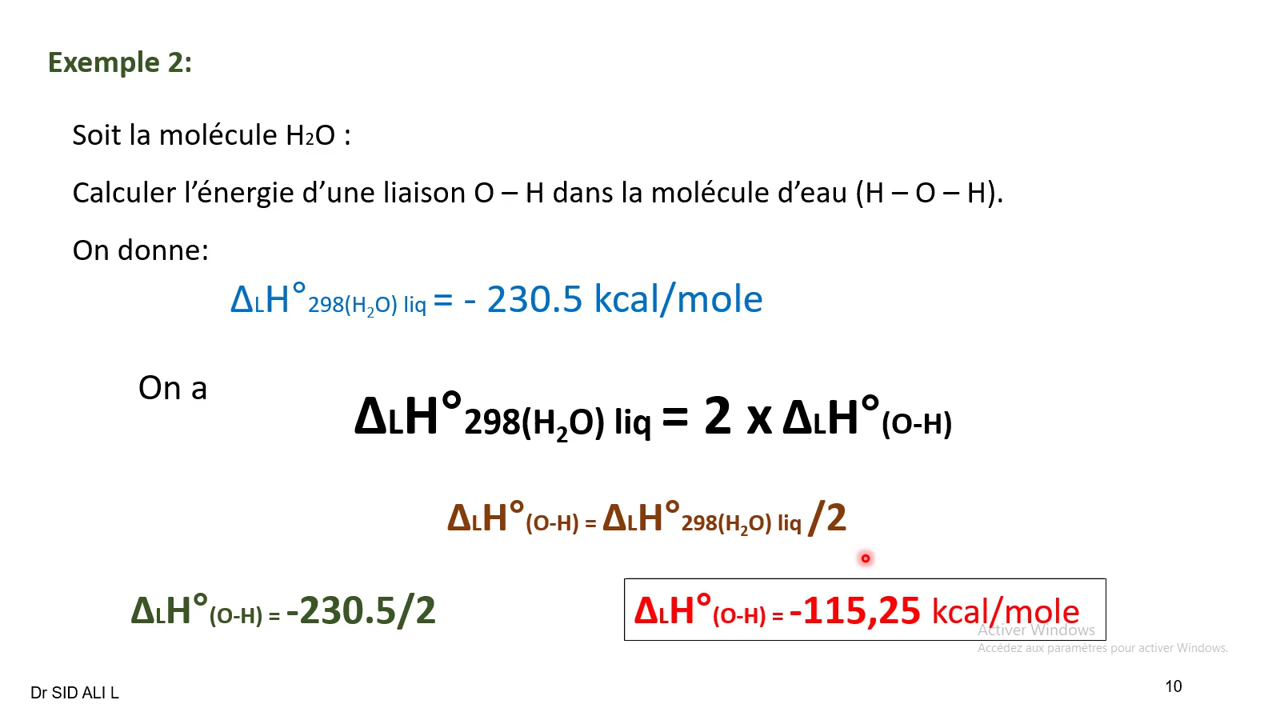 Exemple 2:
Soit la molécule H₂O :
Calculer l’énergie d’une liaison O – H dans la molécule d’eau (H – O – H).
On donne:
ΔLH°298(H₂O) liq = - 230.5 kcal/mole
On a
ΔLH°298(H₂O) liq = 2 x ΔLH°(O-H)
ΔLH°(O-H) = ΔLH°298(H₂O) liq /2
ΔLH°(O-H) = -230.5/2
ΔLH°(O-H) = -115,25 kcal/mole
Activer Windows
Accédez aux paramètres pour activer Windows.
Dr SID ALI L
10